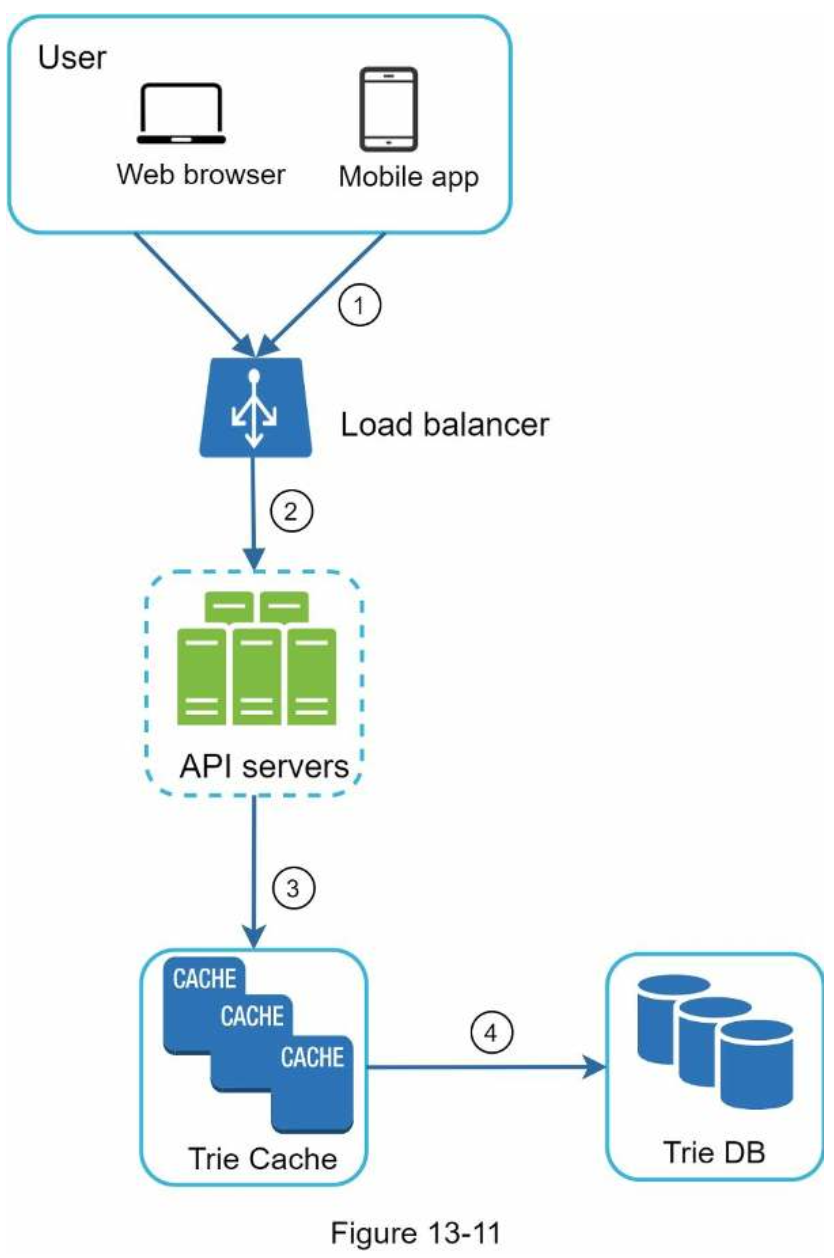 User
Web browser
Mobile app
1
Load balancer
2
API servers
3
CACHE
CACHE
CACHE
4
Trie Cache
Trie DB
Figure 13-11